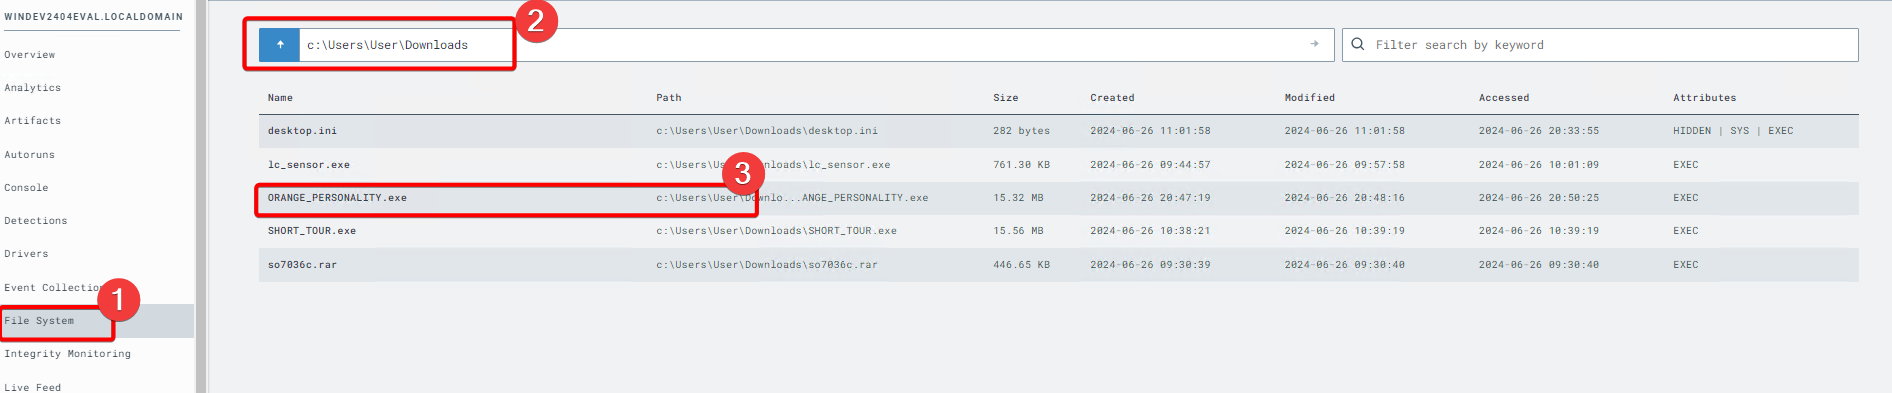 WINDEV2404EVAL.LOCALDOMAIN
Overview
Analytics
Artifacts
Autoruns
Console
Detections
Drivers
Event Collection
File System
Integrity Monitoring
Live Feed
1
2
c:\Users\User\Downloads
Filter search by keyword
Name Path Size Created Modified Accessed Attributes
desktop.ini c:\Users\User\Downloads\desktop.ini 282 bytes 2024-06-26 11:01:58 2024-06-26 11:01:58 2024-06-26 20:33:55 HIDDEN | SYS | EXEC
lc_sensor.exe c:\Users\User\Downloads\lc_sensor.exe 761.30 KB 2024-06-26 09:44:57 2024-06-26 09:57:58 2024-06-26 10:01:09 EXEC
3
ORANGE_PERSONALITY.exe c:\Users\User\Downlo...ANGE_PERSONALITY.exe 15.32 MB 2024-06-26 20:47:19 2024-06-26 20:48:16 2024-06-26 20:50:25 EXEC
SHORT_TOUR.exe c:\Users\User\Downloads\SHORT_TOUR.exe 15.56 MB 2024-06-26 10:38:21 2024-06-26 10:39:19 2024-06-26 10:39:19 EXEC
so7036c.rar c:\Users\User\Downloads\so7036c.rar 446.65 KB 2024-06-26 09:30:39 2024-06-26 09:30:40 2024-06-26 09:30:40 EXEC